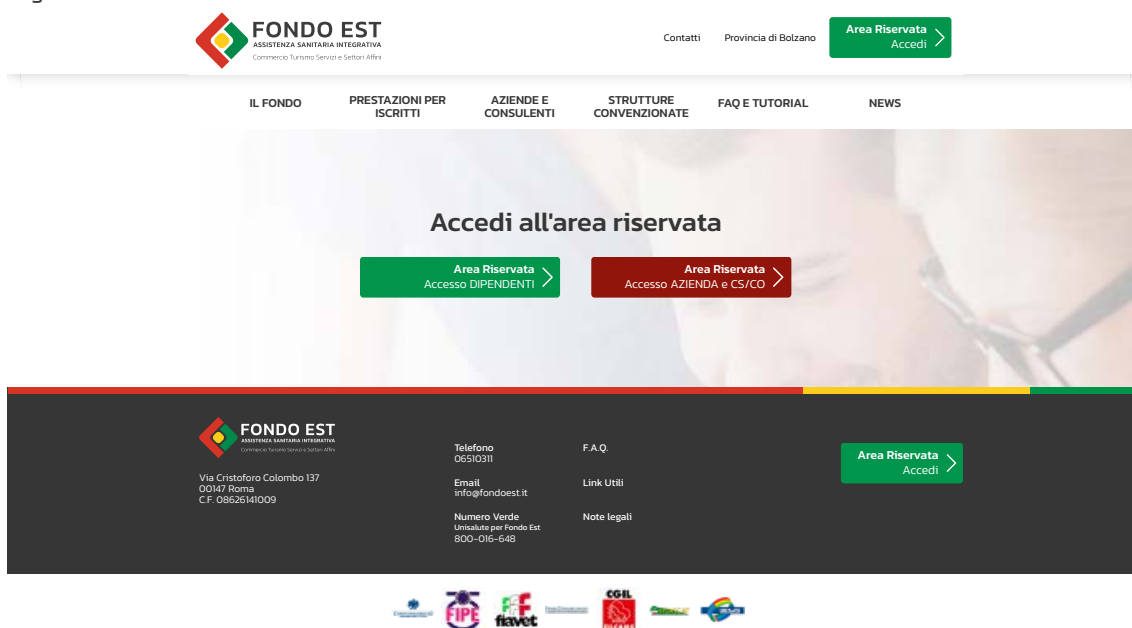 FONDO EST
ASSISTENZA SANITARIA INTEGRATIVA
Commercio Turismo Servizi e Settori Affini
Contatti
Provincia di Bolzano
Area Riservata
Accedi
IL FONDO
PRESTAZIONI PER
ISCRITTI
AZIENDE E
CONSULENTI
STRUTTURE
CONVENZIONATE
FAQ E TUTORIAL
NEWS
Accedi all'area riservata
Area Riservata
Accesso DIPENDENTI
Area Riservata
Accesso AZIENDA e CS/CO
FONDO EST
ASSISTENZA SANITARIA INTEGRATIVA
Commercio Turismo Servizi e Settori Affini
Via Cristoforo Colombo 137
00147 Roma
C.F. 08626141009
Telefono
06510311
Email
info@fondoest.it
Numero Verde
Unisalute per Fondo Est
800-016-648
F.A.Q.
Link Utili
Note legali
Area Riservata
Accedi
FIPE
fiavet
CGIL